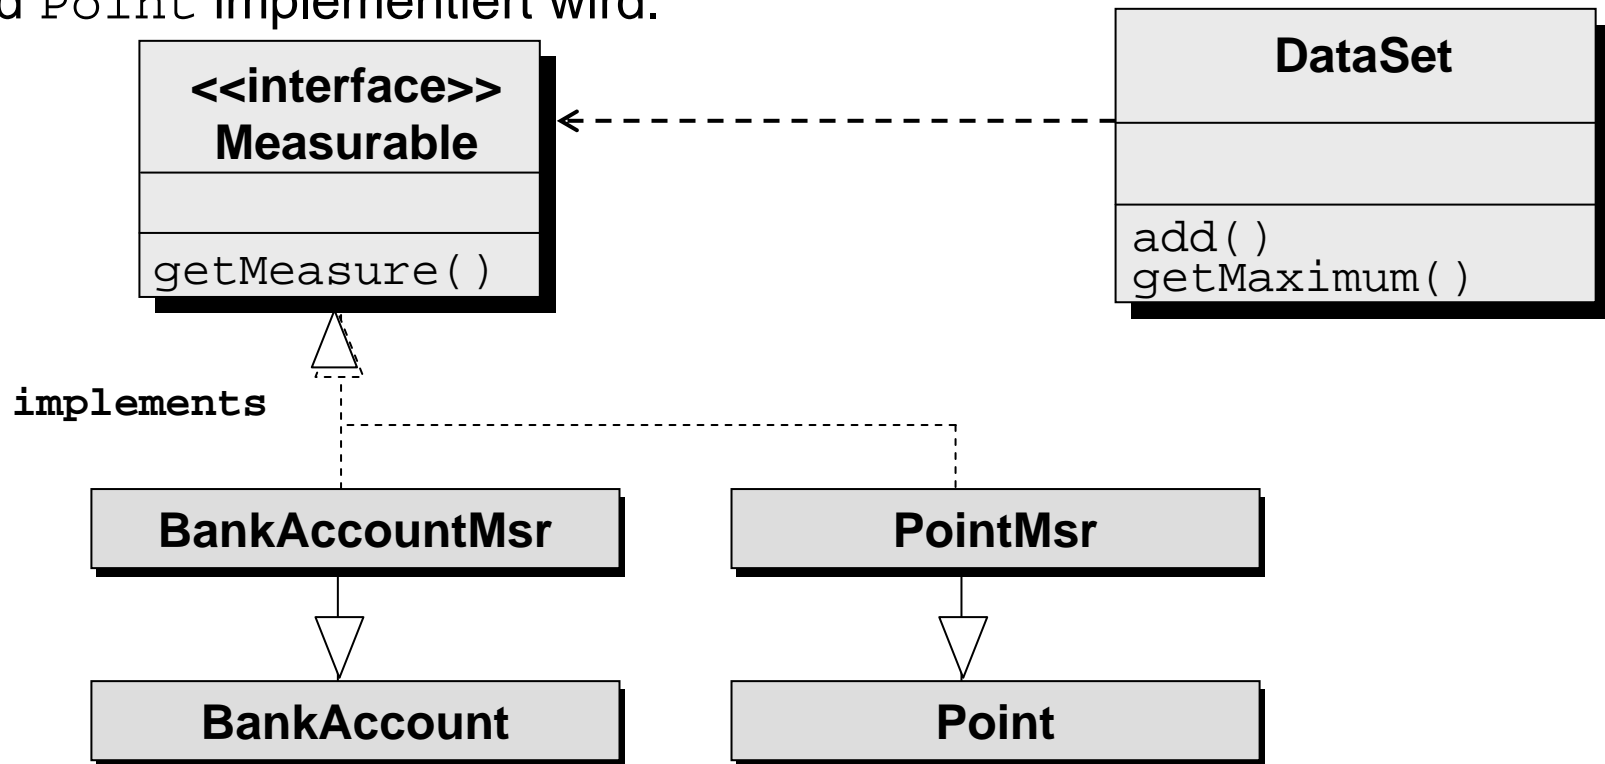 Point implementiert wird.
<<interface>>
Measurable
getMeasure()
DataSet
add()
getMaximum()
implements
BankAccountMsr
PointMsr
BankAccount
Point